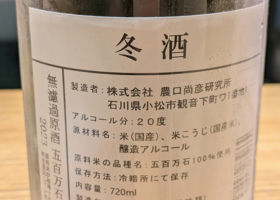 冬酒
製造者：株式会社 農口尚彦研究所
石川県小松市観音下町ワ1番地1
アルコール分：20度
原材料名：米（国産）、米こうじ（国産米）、
醸造アルコール
原料米の品種名：五百万石100%使用
保存方法：冷暗所にて保存
内容量：720ml
無濾過原酒 五百万石
2023